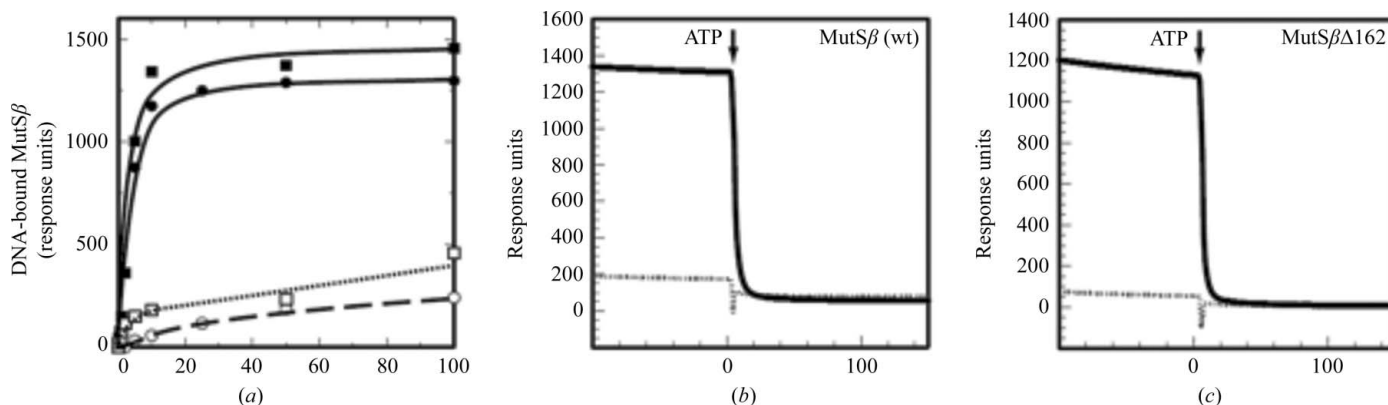 DNA-bound MutSβ
(response units)
1500
1000
500
0
0 20 40 60 80 100
(a)
Response units
1600
1400
1200
1000
800
600
400
200
0
ATP
MutSβ (wt)
0 100
(b)
Response units
1400
1200
1000
800
600
400
200
0
ATP
MutSβΔ162
0 100
(c)